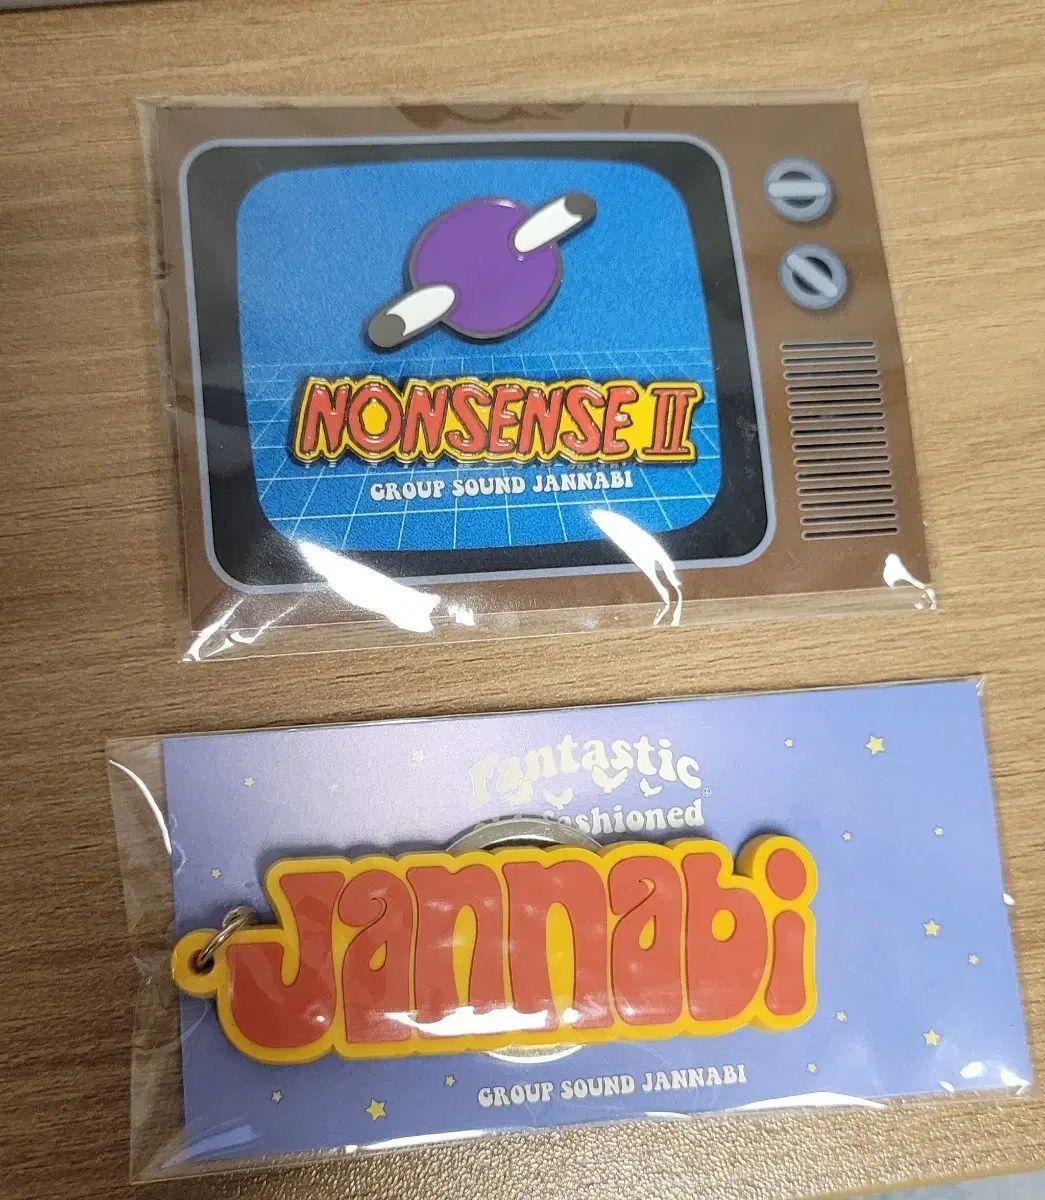 NONSENSE II
GROUP SOUND JANNABI
fantastic
fashioned
Jannabi
GROUP SOUND JANNABI